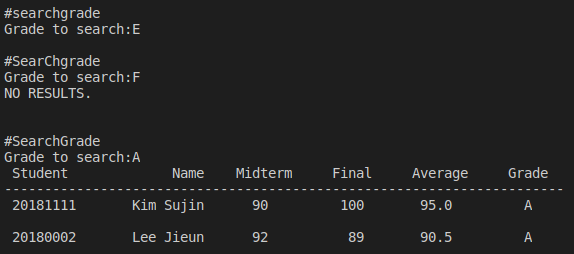 #searchgrade
Grade to search:E
#SearChgrade
Grade to search:F
NO RESULTS.
#SearchGrade
Grade to search:A
Student Name Midterm Final Average Grade
----------------------------------------------------------------------
20181111 Kim Sujin 90 100 95.0 A
20180002 Lee Jieun 92 89 90.5 A